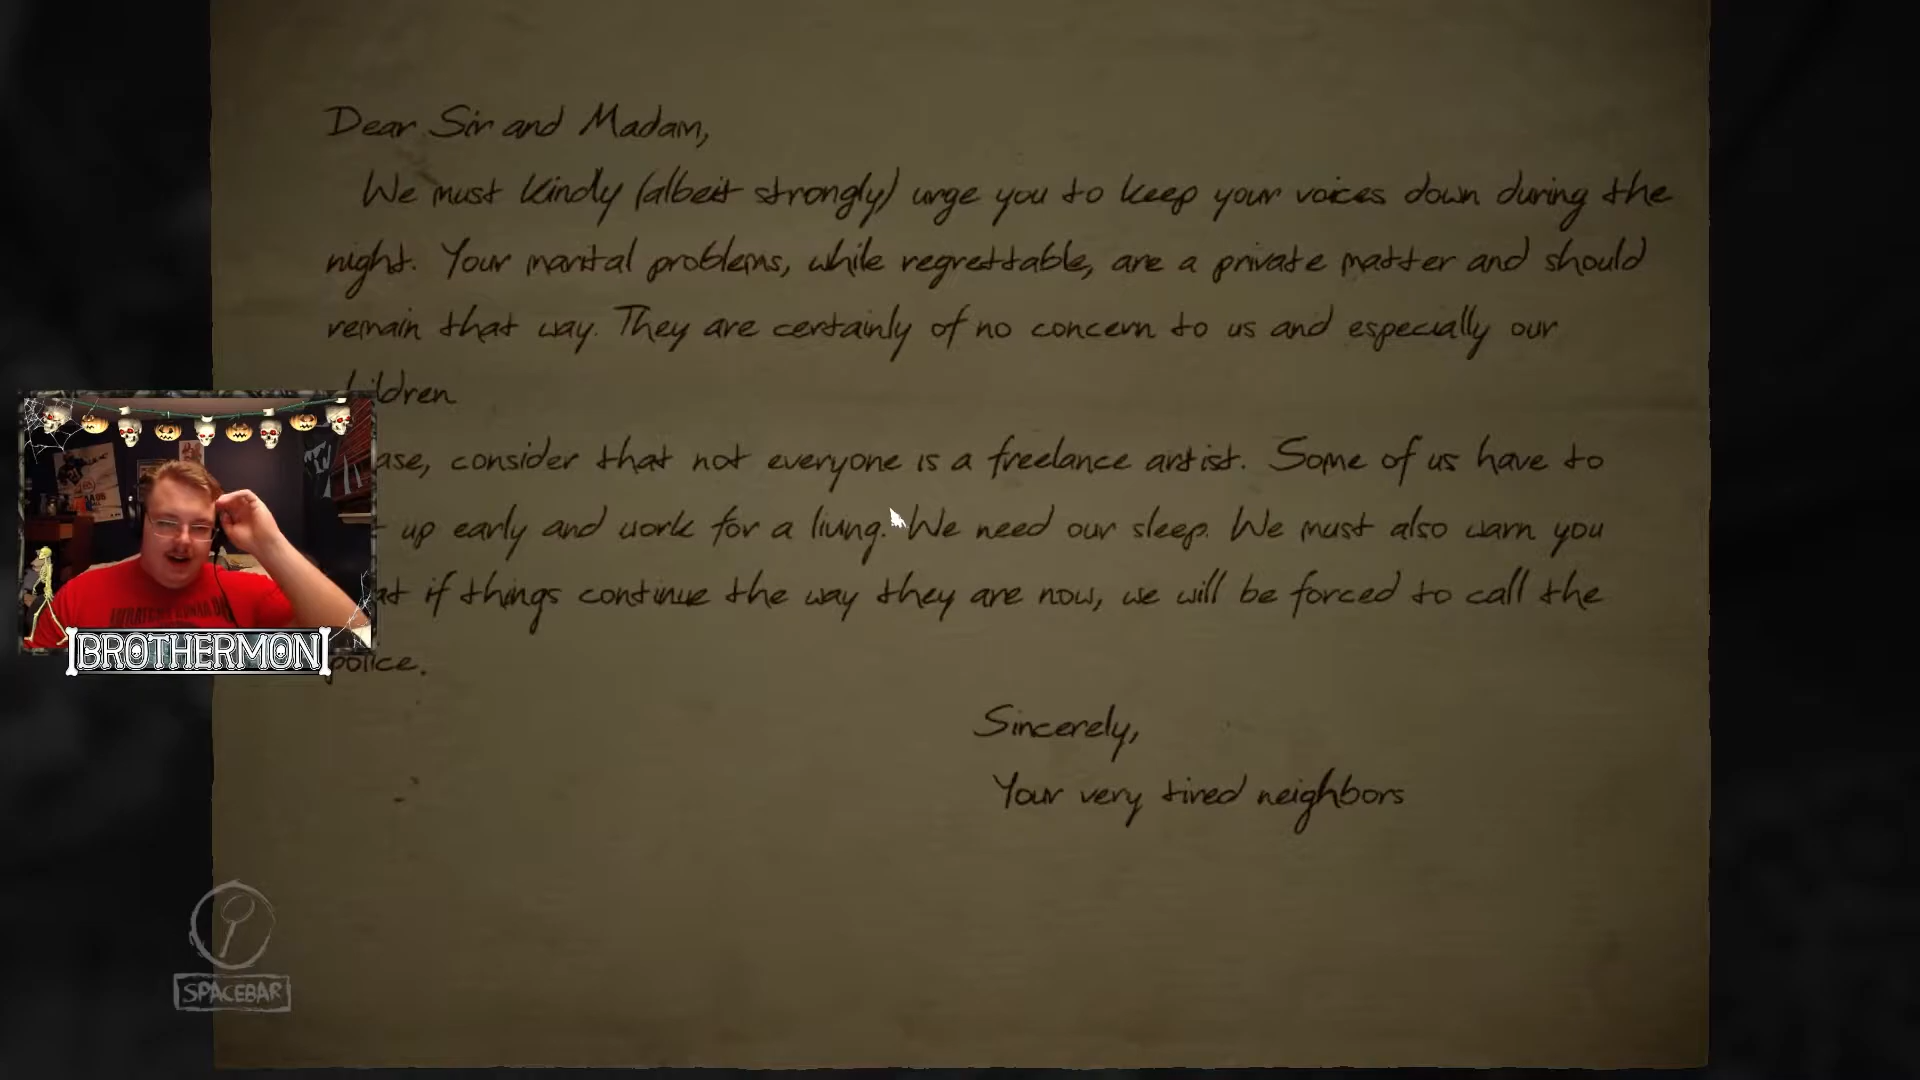 Dear Sir and Madam,
We must kindly (albeit strongly) urge you to keep your voices down during the
night. Your marital problems, while regrettable, are a private matter and should
remain that way. They are certainly of no concern to us and especially our
ildren
ase, consider that not everyone is a freelance artist. Some of us have to
up early and work for a living. We need our sleep. We must also warn you
at if things continue the way they are now, we will be forced to call the
police.
Sincerely,
Your very tired neighbors
BROTHERMON
SPACEBAR